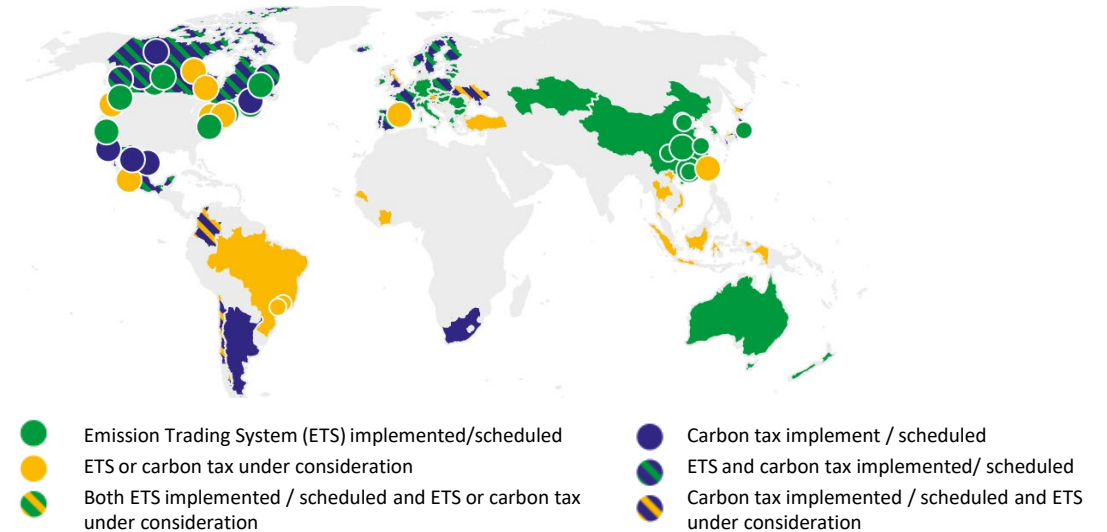 Emission Trading System (ETS) implemented/scheduled
ETS or carbon tax under consideration
Both ETS implemented / scheduled and ETS or carbon tax
under consideration
Carbon tax implement / scheduled
ETS and carbon tax implemented/ scheduled
Carbon tax implemented / scheduled and ETS
under consideration